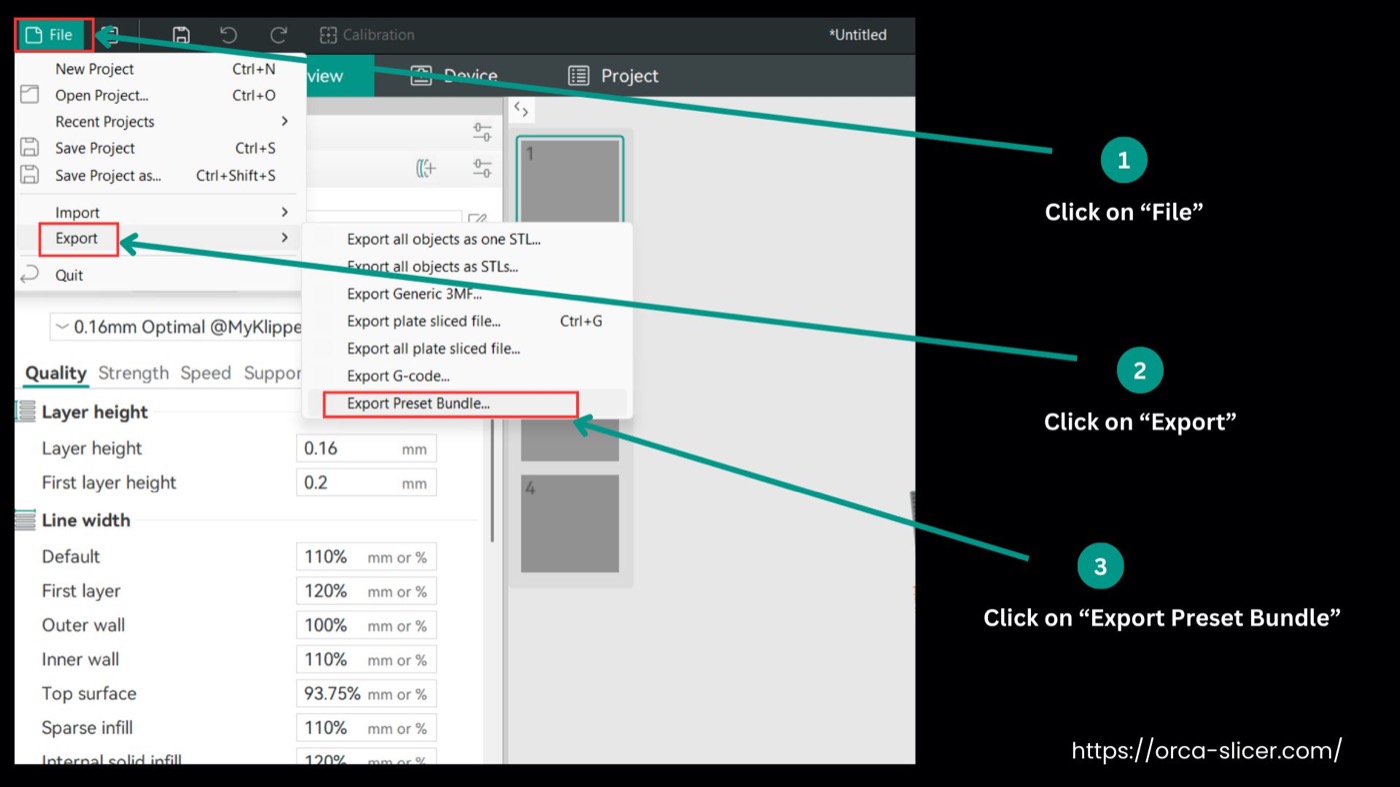 File
Calibration
*Untitled
New Project Ctrl+N
Open Project... Ctrl+O
Recent Projects
Save Project Ctrl+S
Save Project as... Ctrl+Shift+S
Import
Export
Quit
view
Device
Project
1
Export all objects as one STL...
Export all objects as STLs...
Export Generic 3MF...
Export plate sliced file... Ctrl+G
Export all plate sliced file...
Export G-code...
Export Preset Bundle...
0.16mm Optimal @MyKlippe
Quality Strength Speed Suppor
Layer height
Layer height 0.16 mm
First layer height 0.2 mm
Line width
Default 110% mm or %
First layer 120% mm or %
Outer wall 100% mm or %
Inner wall 110% mm or %
Top surface 93.75% mm or %
Sparse infill 110% mm or %
Internal solid infill 120% mm or %
4
1
Click on “File”
2
Click on “Export”
3
Click on “Export Preset Bundle”
https://orca-slicer.com/